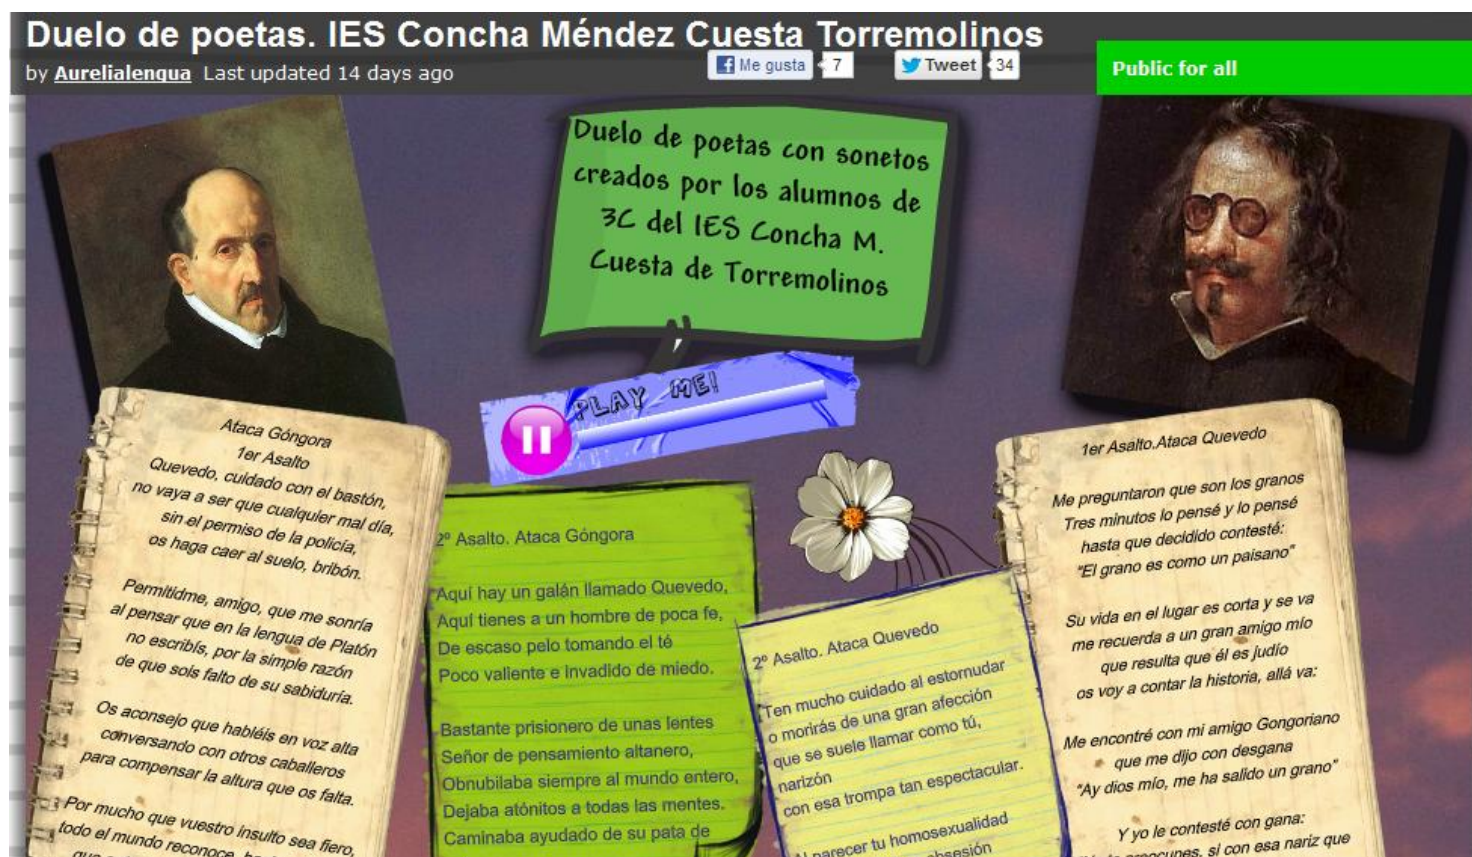 Duelo de poetas. IES Concha Méndez Cuesta Torremolinos
by Aurelialengua Last updated 14 days ago
Me gusta 7
Tweet 34
Public for all
Duelo de poetas con sonetos
creados por los alumnos de
3C del IES Concha M.
Cuesta de Torremolinos
PLAY ME!
Ataca Góngora
1er Asalto
Quevedo, cuidado con el bastón,
no vaya a ser que cualquier mal día,
sin el permiso de la policía,
os haga caer al suelo, bribón.
Permitidme, amigo, que me sonría
al pensar que en la lengua de Platón
no escribís, por la simple razón
de que sois falto de su sabiduría.
Os aconsejo que habléis en voz alta
conversando con otros caballeros
para compensar la altura que os falta.
Por mucho que vuestro insulto sea fiero,
todo el mundo reconoce,
2º Asalto. Ataca Góngora
Aquí hay un galán llamado Quevedo,
Aquí tienes a un hombre de poca fe,
De escaso pelo tomando el té
Poco valiente e invadido de miedo.
Bastante prisionero de unas lentes
Señor de pensamiento altanero,
Obnubilaba siempre al mundo entero,
Dejaba atónitos a todas las mentes.
Caminaba ayudado de su pata de
2º Asalto. Ataca Quevedo
Ten mucho cuidado al estornudar
o morirás de una gran afección
que se suele llamar como tú,
narizón
con esa trompa tan espectacular.
Al parecer tu homosexualidad
obsesión
1er Asalto.Ataca Quevedo
Me preguntaron que son los granos
Tres minutos lo pensé y lo pensé
hasta que decidido contesté:
"El grano es como un paisano"
Su vida en el lugar es corta y se va
me recuerda a un gran amigo mío
que resulta que él es judío
os voy a contar la historia, allá va:
Me encontré con mi amigo Gongoriano
que me dijo con desgana
"Ay dios mío, me ha salido un grano"
Y yo le contesté con gana:
preocupes, si con esa nariz que